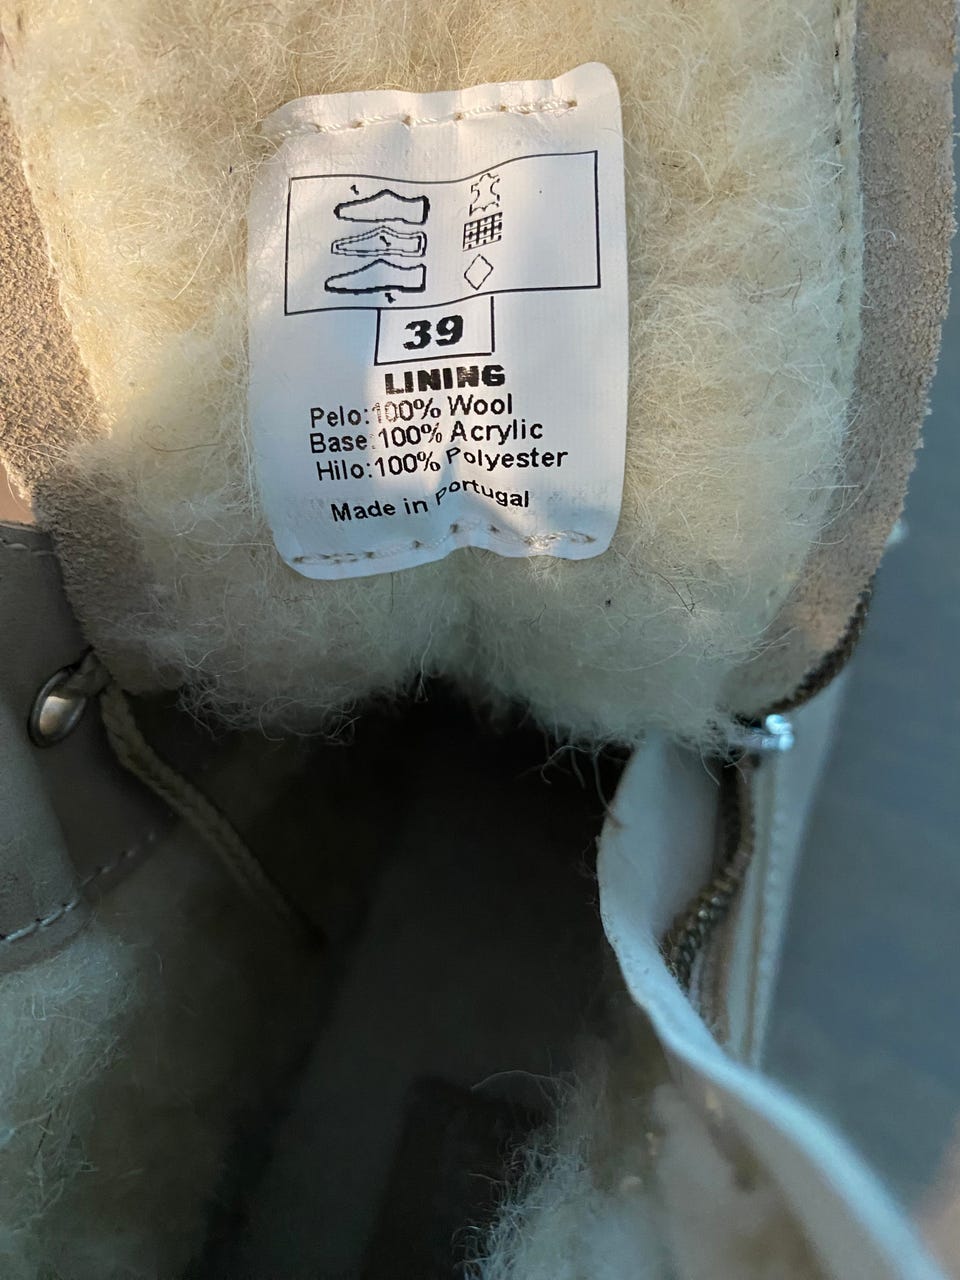 39
LINING
Pelo:100% Wool
Base:100% Acrylic
Hilo:100% Polyester
Made in Portugal